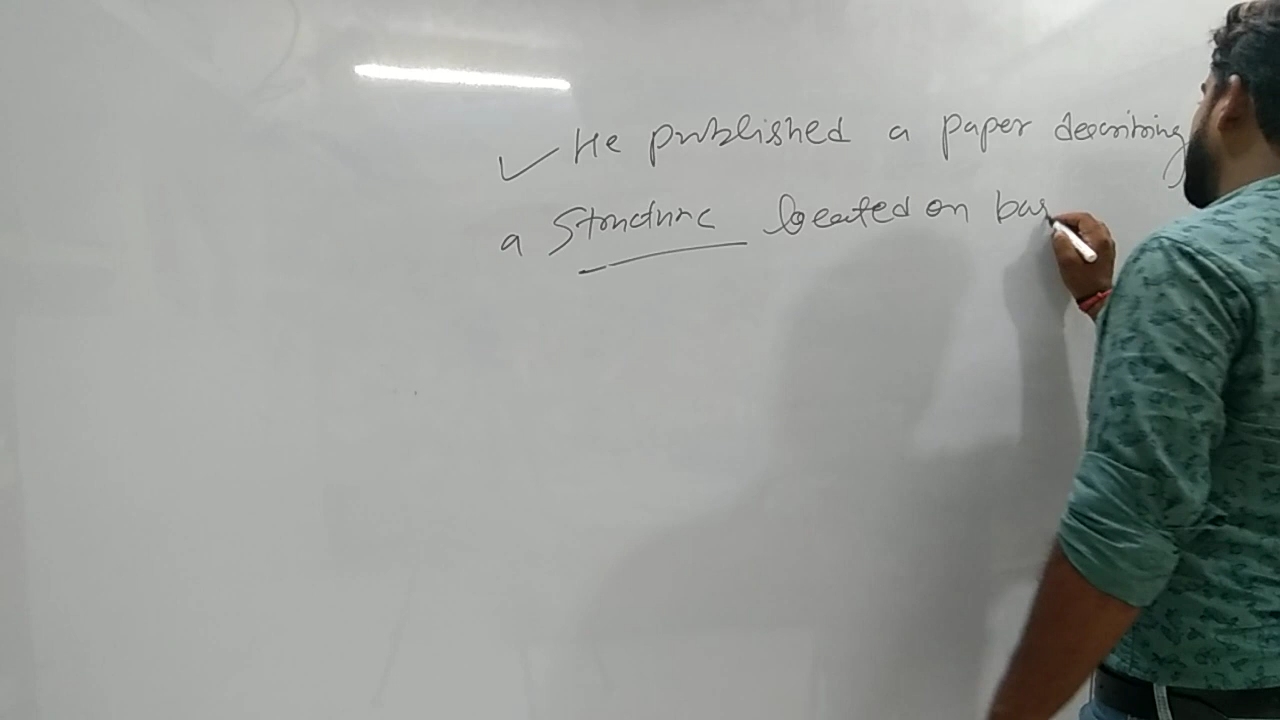 ✓ He published a paper describing
a Structure located on bas